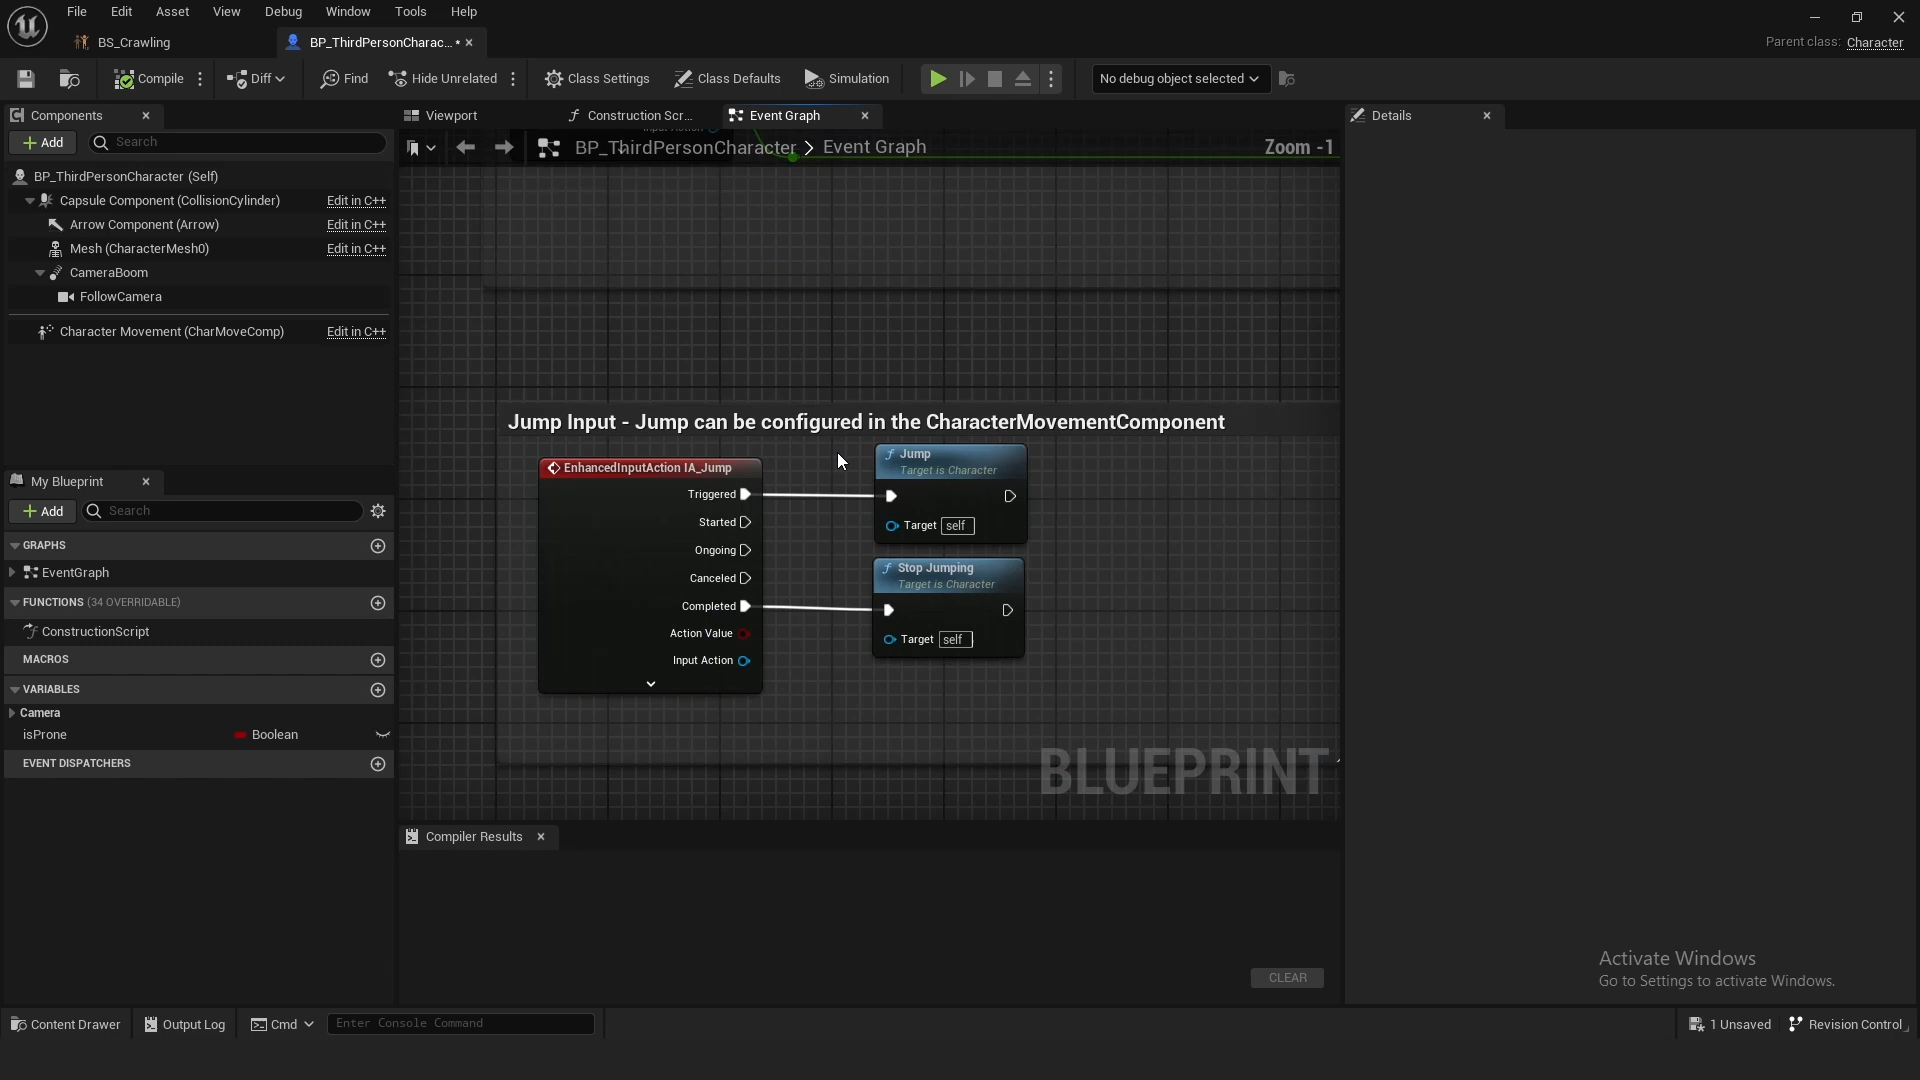 File Edit Asset View Debug Window Tools Help
BS_Crawling
BP_ThirdPersonCharac... •
Parent class: Character
Compile
Diff
Find
Hide Unrelated
Class Settings
Class Defaults
Simulation
No debug object selected
Components
Add
Search
BP_ThirdPersonCharacter (Self)
Capsule Component (CollisionCylinder) Edit in C++
Arrow Component (Arrow) Edit in C++
Mesh (CharacterMesh0) Edit in C++
CameraBoom
FollowCamera
Character Movement (CharMoveComp) Edit in C++
My Blueprint
Add
Search
GRAPHS
EventGraph
FUNCTIONS (34 OVERRIDABLE)
ConstructionScript
MACROS
VARIABLES
Camera
isProne Boolean
EVENT DISPATCHERS
Viewport
Construction Scr...
Event Graph
Input Action
BP_ThirdPersonCharacter > Event Graph
Zoom -1
Jump Input - Jump can be configured in the CharacterMovementComponent
EnhancedInputAction IA_Jump
Triggered
Started
Ongoing
Canceled
Completed
Action Value
Input Action
Jump
Target is Character
Target self
Stop Jumping
Target is Character
Target self
BLUEPRINT
Compiler Results
CLEAR
Details
Activate Windows
Go to Settings to activate Windows.
Content Drawer
Output Log
Cmd
Enter Console Command
1 Unsaved
Revision Control